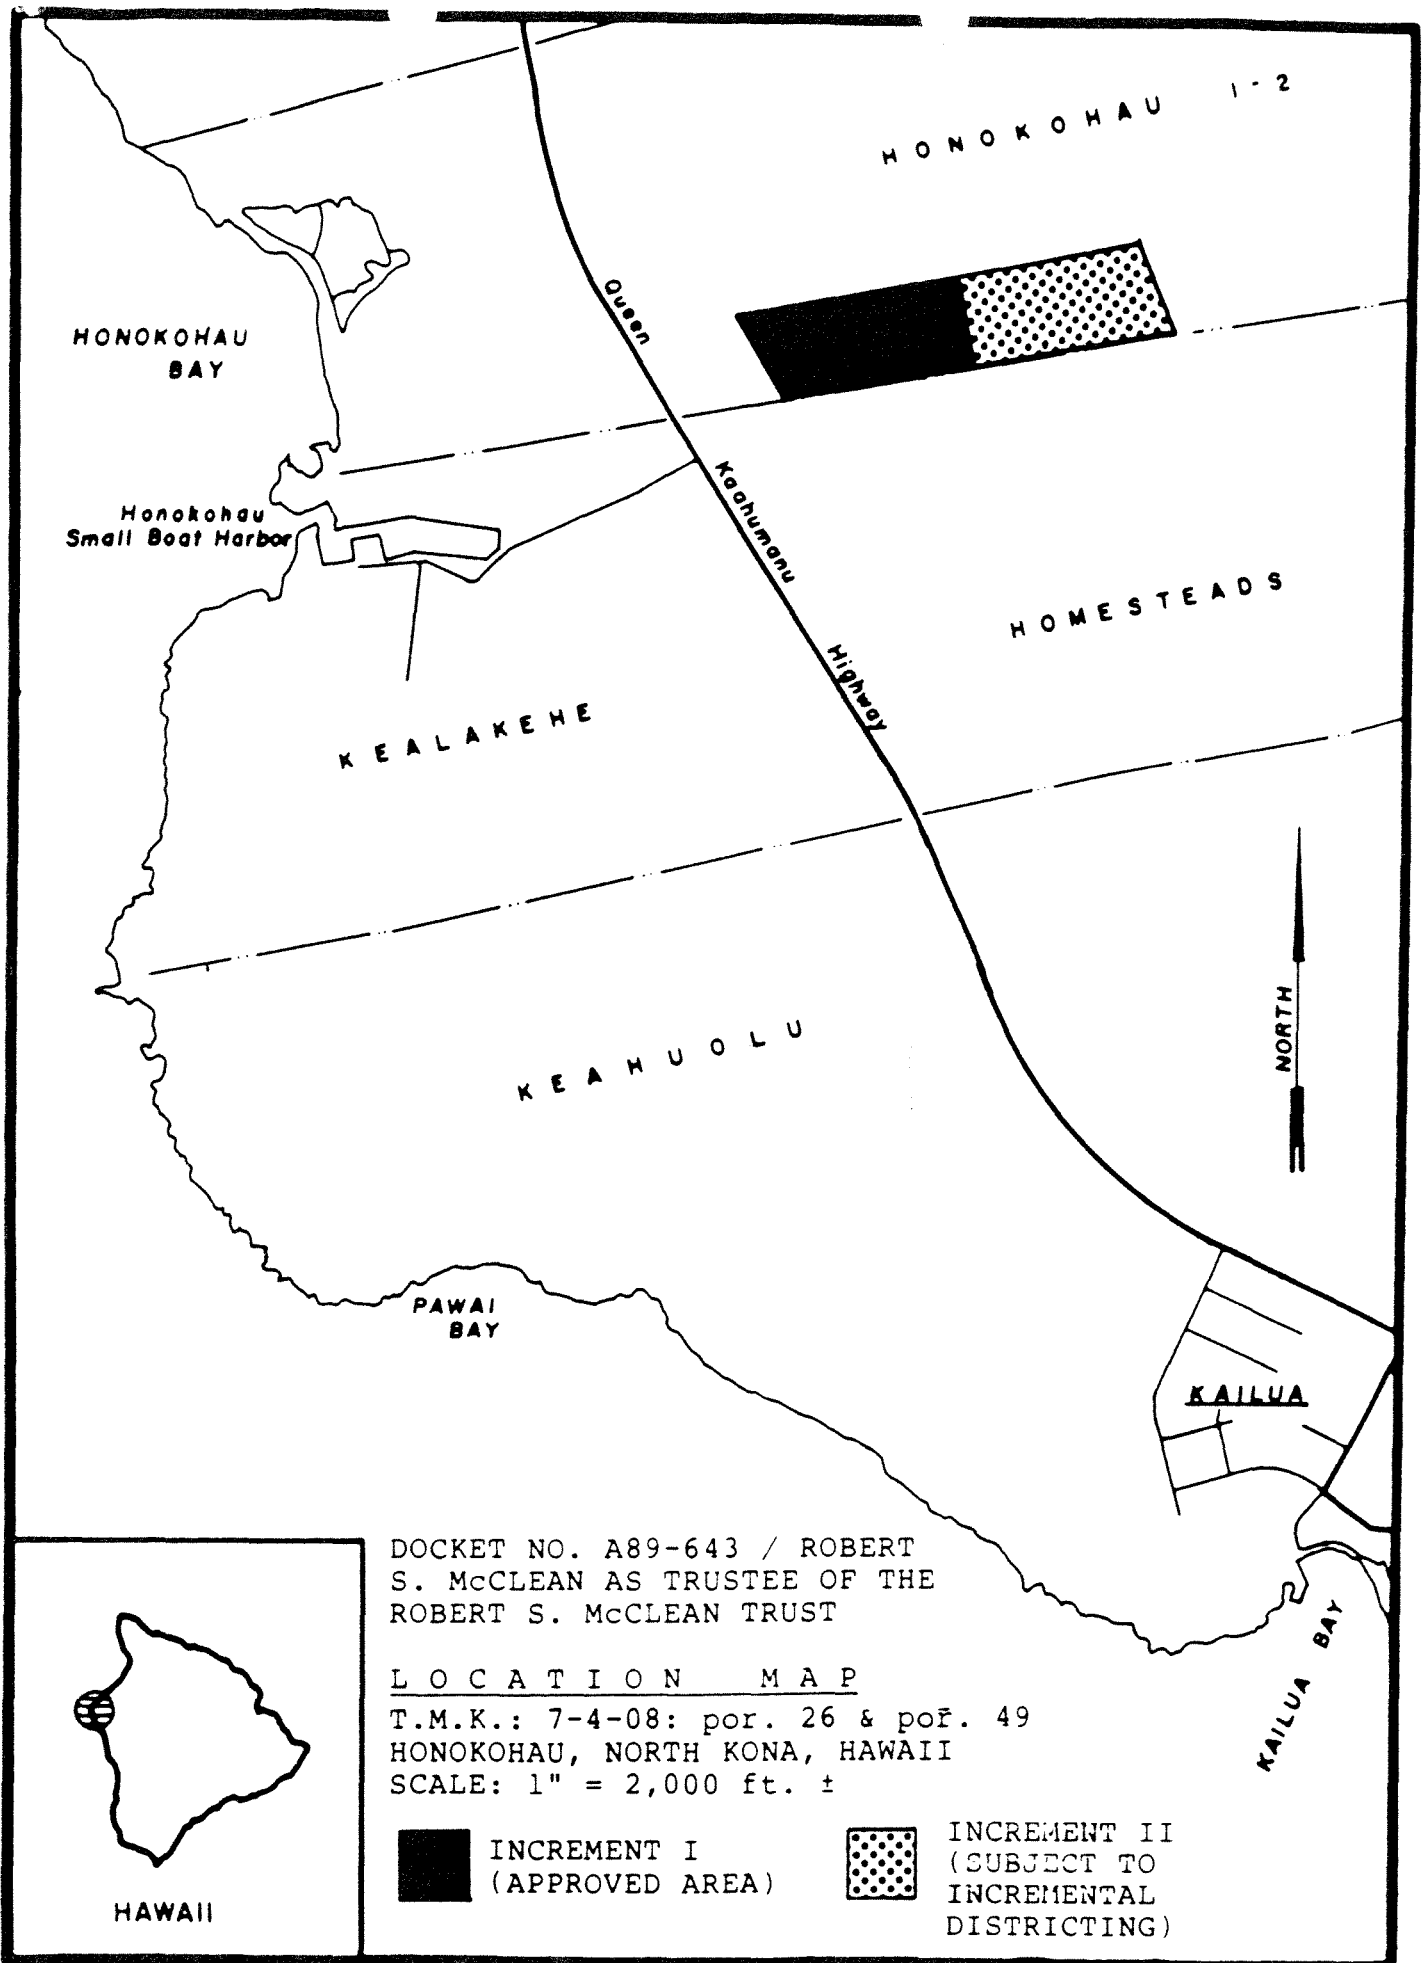 HONOKOHAU 1-2
Queen
HONOKOHAU
BAY
Kaahumanu
Honokohau
Small Boat Harbor
HOMESTEADS
Highway
KEALAKEHE
NORTH
KEAHUOLU
PAWAI
BAY
KAILUA
KAILUA BAY
DOCKET NO. A89-643 / ROBERT
S. McCLEAN AS TRUSTEE OF THE
ROBERT S. McCLEAN TRUST
LOCATION MAP
T.M.K.: 7-4-08: por. 26 & por. 49
HONOKOHAU, NORTH KONA, HAWAII
SCALE: 1" = 2,000 ft. ±
INCREMENT I
(APPROVED AREA)
INCREMENT II
(SUBJECT TO
INCREMENTAL
DISTRICTING)
HAWAII